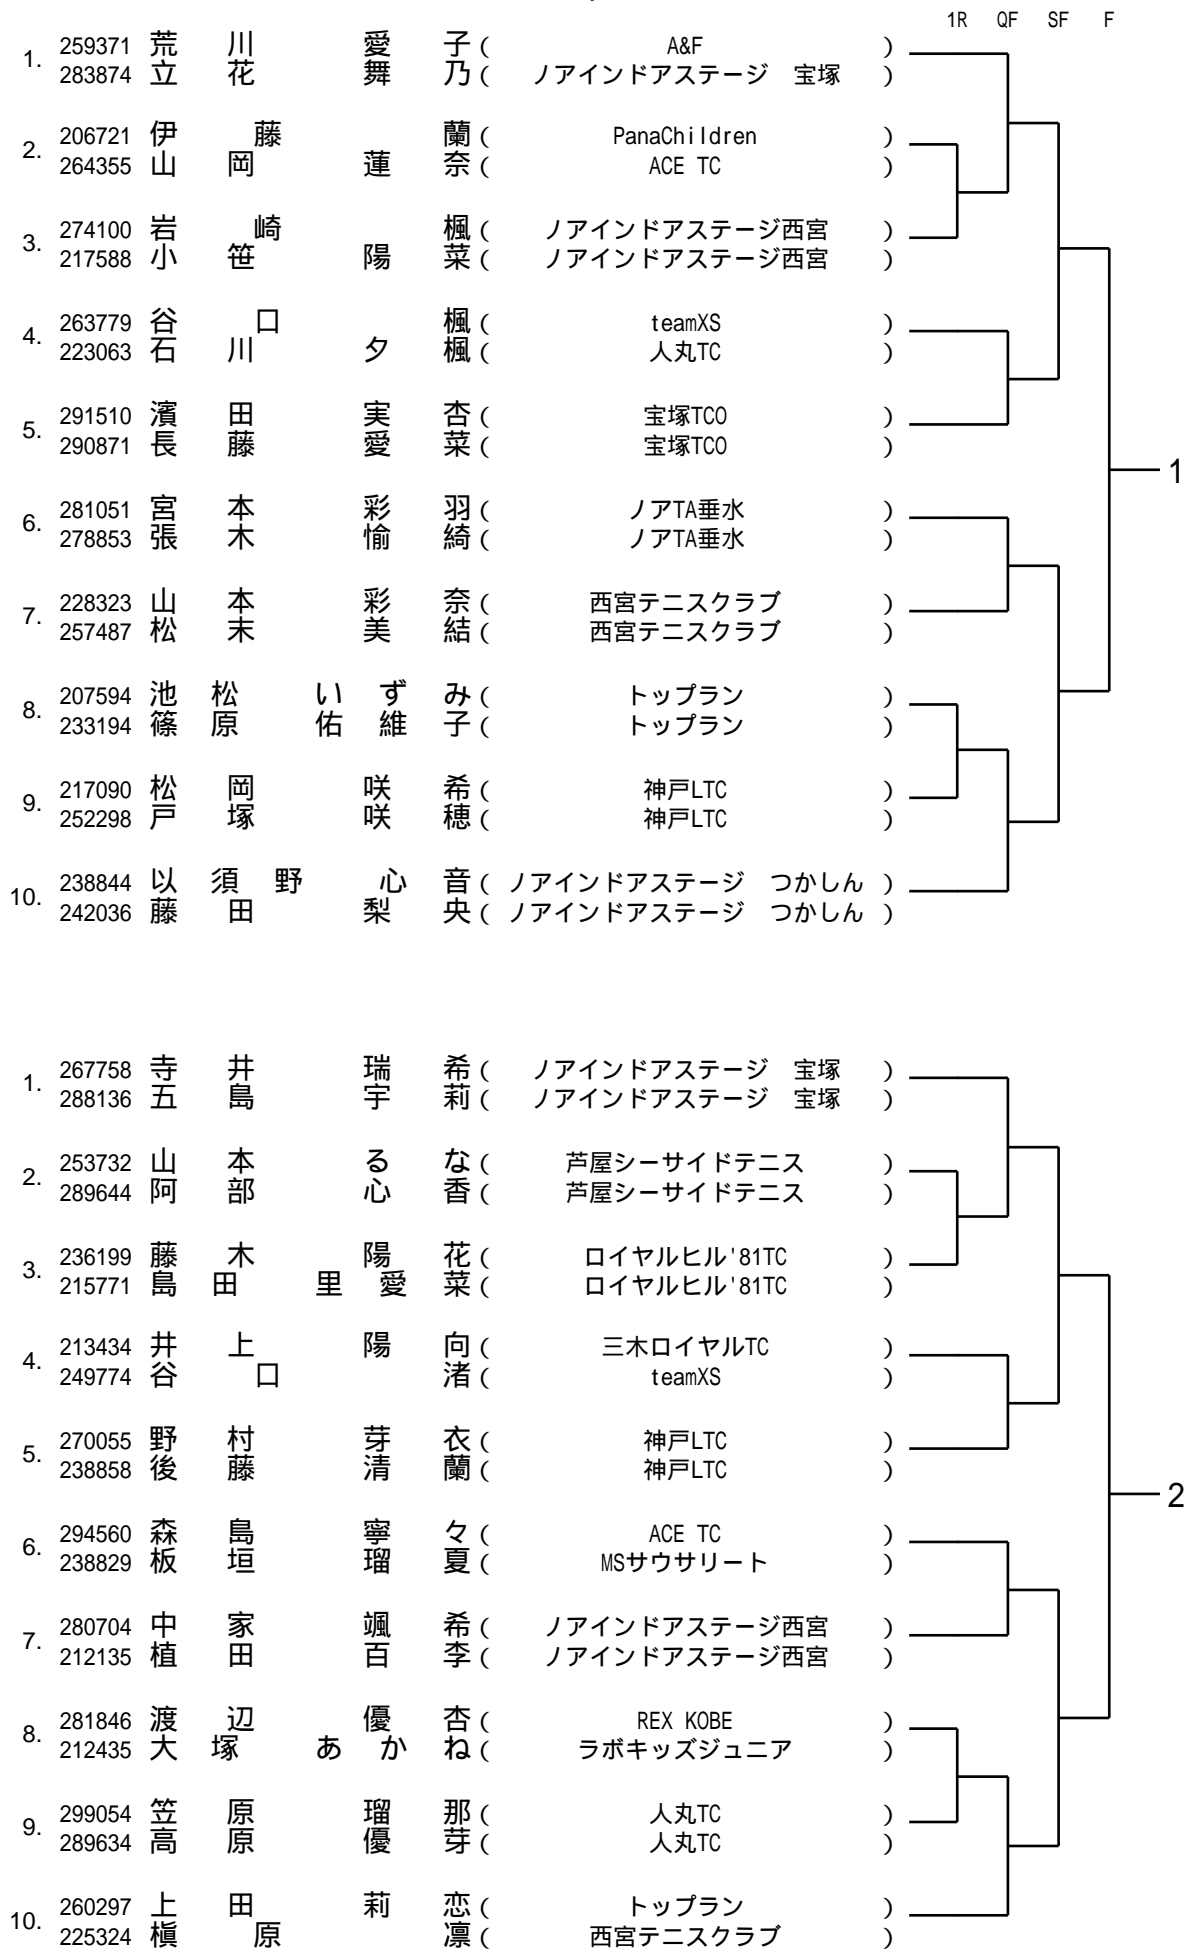 1R QF SF F
1. 259371 荒川 愛子 ( A&F )
283874 立花 舞乃 ( ノアインドアステージ 宝塚 )
2. 206721 伊藤 蘭 ( PanaChildren )
264355 山岡 蓮奈 ( ACE TC )
3. 274100 岩崎 楓 ( ノアインドアステージ西宮 )
217588 小笹 陽菜 ( ノアインドアステージ西宮 )
4. 263779 谷口 楓 ( teamXS )
223063 石川 夕楓 ( 人丸TC )
5. 291510 濱田 実杏 ( 宝塚TCO )
290871 長藤 愛菜 ( 宝塚TCO )
1
6. 281051 宮本 彩羽 ( ノアTA垂水 )
278853 張木 愉綺 ( ノアTA垂水 )
7. 228323 山本 彩奈 ( 西宮テニスクラブ )
257487 松末 美結 ( 西宮テニスクラブ )
8. 207594 池松 いずみ ( トップラン )
233194 篠原 佑維子 ( トップラン )
9. 217090 松岡 咲希 ( 神戸LTC )
252298 戸塚 咲穂 ( 神戸LTC )
10. 238844 以須野 心音 ( ノアインドアステージ つかしん )
242036 藤田 梨央 ( ノアインドアステージ つかしん )
1. 267758 寺井 瑞希 ( ノアインドアステージ 宝塚 )
288136 五島 宇莉 ( ノアインドアステージ 宝塚 )
2. 253732 山本 るな ( 芦屋シーサイドテニス )
289644 阿部 心香 ( 芦屋シーサイドテニス )
3. 236199 藤木 陽花 ( ロイヤルヒル'81TC )
215771 島田 里愛菜 ( ロイヤルヒル'81TC )
4. 213434 井上 陽向 ( 三木ロイヤルTC )
249774 谷口 渚 ( teamXS )
5. 270055 野村 芽衣 ( 神戸LTC )
238858 後藤 清蘭 ( 神戸LTC )
2
6. 294560 森島 寧々 ( ACE TC )
238829 板垣 瑠夏 ( MSサウサリート )
7. 280704 中家 颯希 ( ノアインドアステージ西宮 )
212135 植田 百李 ( ノアインドアステージ西宮 )
8. 281846 渡辺 優杏 ( REX KOBE )
212435 大塚 あかね ( ラボキッズジュニア )
9. 299054 笠原 瑠那 ( 人丸TC )
289634 高原 優芽 ( 人丸TC )
10. 260297 上田 莉恋 ( トップラン )
225324 槇原 凛 ( 西宮テニスクラブ )